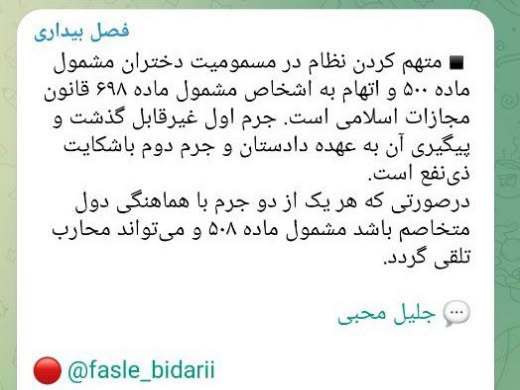 فصل بیداری
▪️ متهم کردن نظام در مسمومیت دختران مشمول
ماده ۵۰۰ و اتهام به اشخاص مشمول ماده ۶۹۸ قانون
مجازات اسلامی است. جرم اول غیرقابل گذشت و
پیگیری آن به عهده دادستان و جرم دوم باشکایت
ذی‌نفع است.
درصورتی که هر یک از دو جرم با هماهنگی دول
متخاصم باشد مشمول ماده ۵۰۸ و می‌تواند محارب
تلقی گردد.
💬 جلیل محبی
🔴 @fasle_bidarii